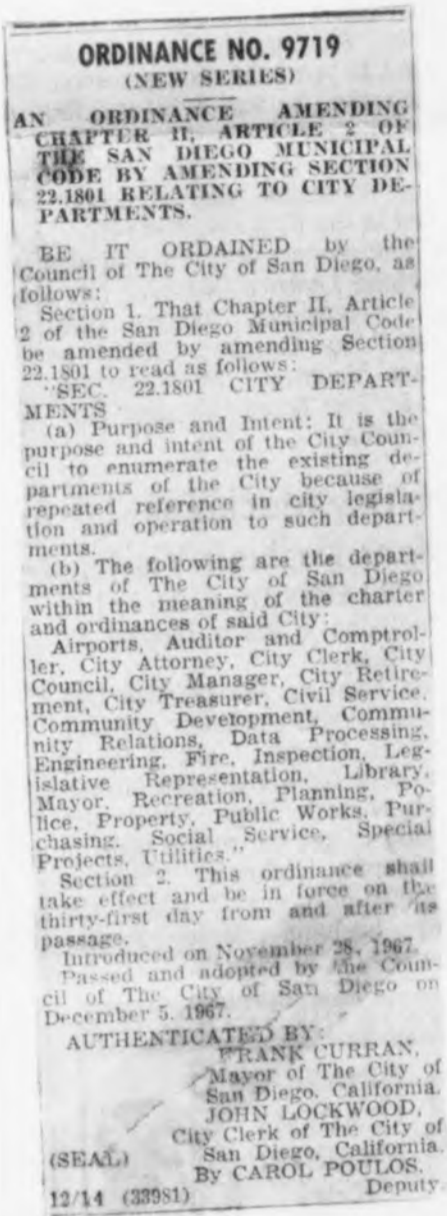 ORDINANCE NO. 9719
(NEW SERIES)
AN ORDINANCE AMENDING
CHAPTER II, ARTICLE 2 OF
THE SAN DIEGO MUNICIPAL
CODE BY AMENDING SECTION
22.1801 RELATING TO CITY DE-
PARTMENTS.
BE IT ORDAINED by the
Council of The City of San Diego, as
follows:
Section 1. That Chapter II, Article
2 of the San Diego Municipal Code
be amended by amending Section
22.1801 to read as follows:
"SEC. 22.1801 CITY DEPART-
MENTS
(a) Purpose and Intent: It is the
purpose and intent of the City Coun-
cil to enumerate the existing de-
partments of the City because of
repeated reference in city legisla-
tion and operation to such depart-
ments.
(b) The following are the depart-
ments of The City of San Diego
within the meaning of the charter
and ordinances of said City:
Airports, Auditor and Comptrol-
ler, City Attorney, City Clerk, City
Council, City Manager, City Retire-
ment, City Treasurer, Civil Service,
Community Development, Commu-
nity Relations, Data Processing,
Engineering, Fire, Inspection, Leg-
islative Representation, Library,
Mayor, Recreation, Planning, Po-
lice, Property, Public Works, Pur-
chasing, Social Service, Special
Projects, Utilities."
Section 2. This ordinance shall
take effect and be in force on the
thirty-first day from and after its
passage.
Introduced on November 28, 1967.
Passed and adopted by the Coun-
cil of The City of San Diego on
December 5, 1967.
AUTHENTICATED BY:
FRANK CURRAN,
Mayor of The City of
San Diego, California.
JOHN LOCKWOOD,
City Clerk of The City of
(SEAL) San Diego, California.
By CAROL POULOS,
Deputy.
12/14 (33981)